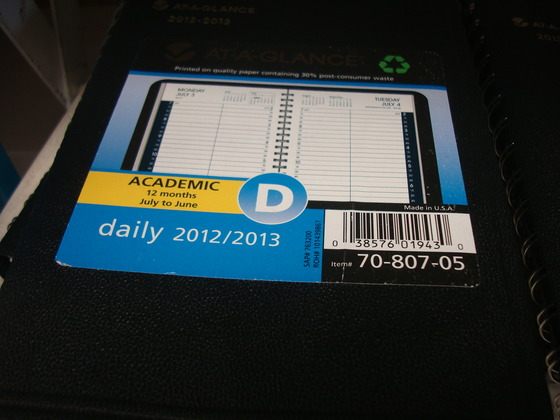 AT-A-GLANCE
2012-2013
AT-A-GLANCE
Printed on quality paper containing 30% post-consumer waste
MONDAY
JULY 3
TUESDAY
JULY 4
ACADEMIC
12 months
July to June
D
Made in U.S.A.
daily 2012/2013
SAP# 763200
0 38576 01943 0
Item# 70-807-05